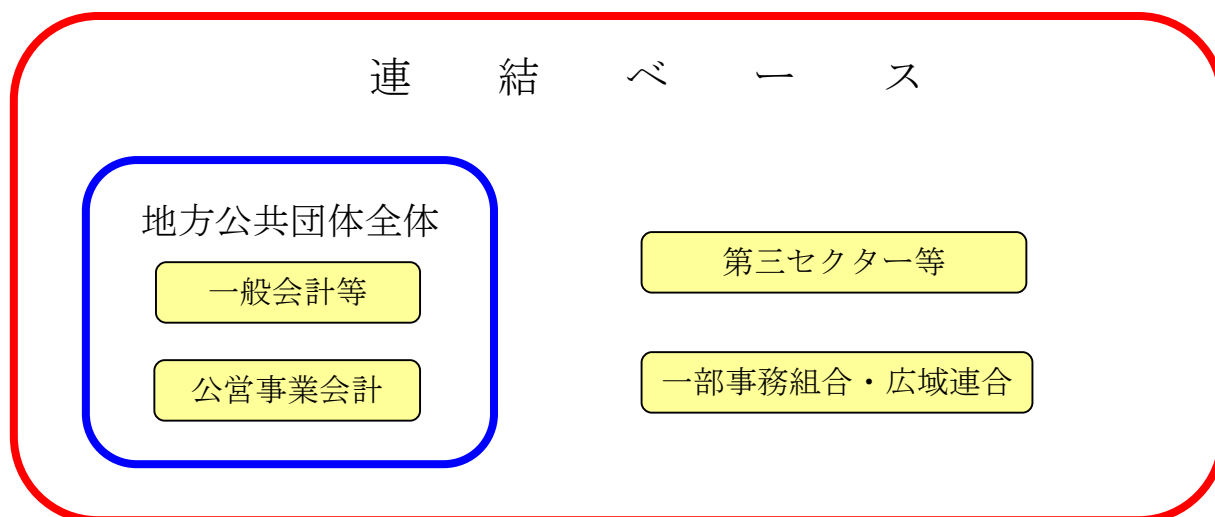 連結ベース
地方公共団体全体
一般会計等
公営事業会計
第三セクター等
一部事務組合・広域連合